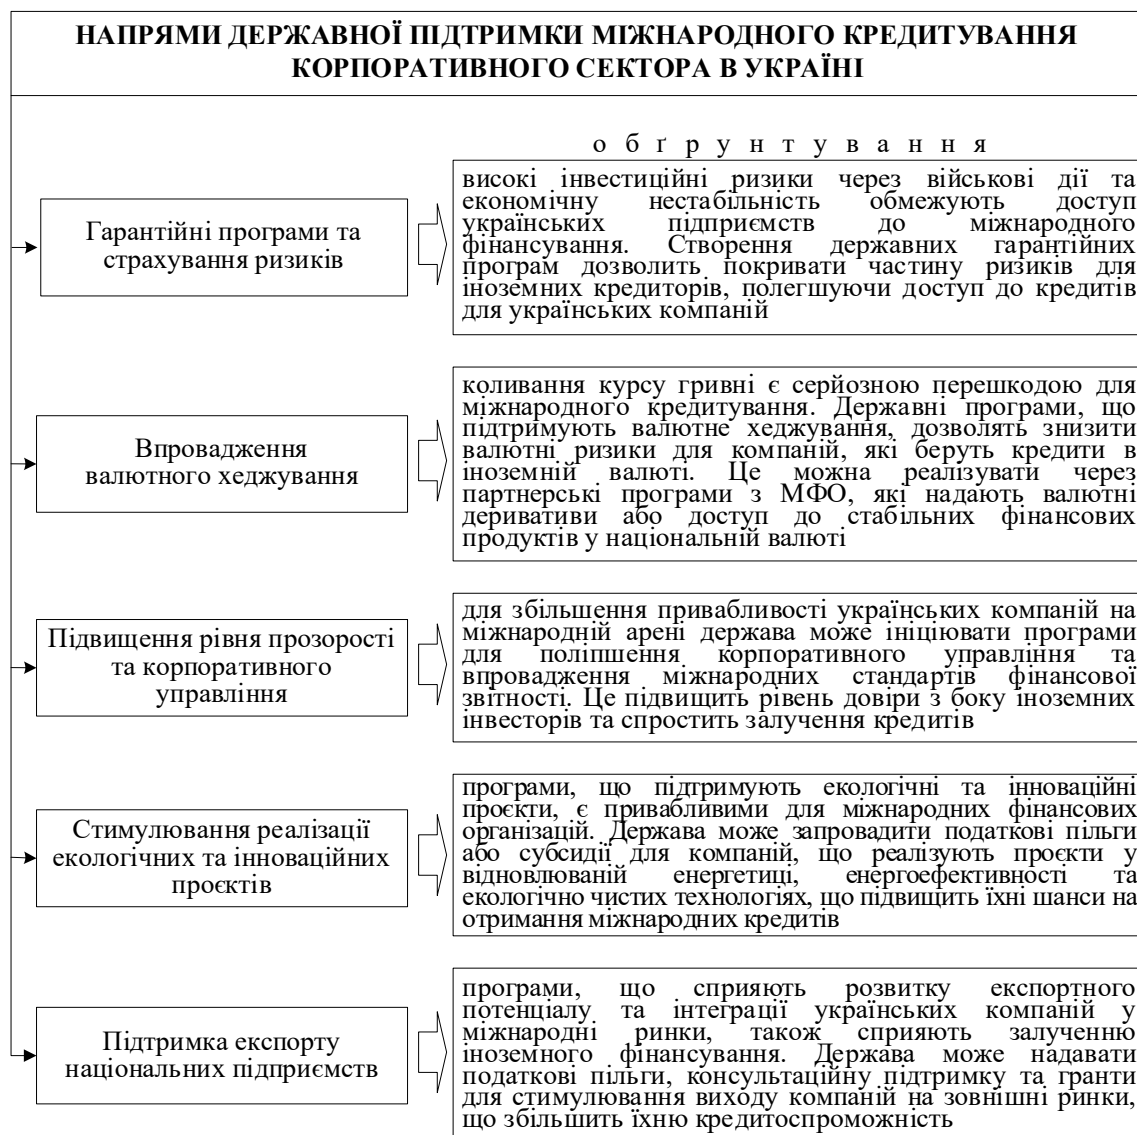 НАПРЯМИ ДЕРЖАВНОЇ ПІДТРИМКИ МІЖНАРОДНОГО КРЕДИТУВАННЯ
КОРПОРАТИВНОГО СЕКТОРА В УКРАЇНІ
обґрунтування
Гарантійні програми та
страхування ризиків
високі інвестиційні ризики через військові дії та
економічну нестабільність обмежують доступ
українських підприємств до міжнародного
фінансування. Створення державних гарантійних
програм дозволить покривати частину ризиків для
іноземних кредиторів, полегшуючи доступ до кредитів
для українських компаній
Впровадження
валютного хеджування
коливання курсу гривні є серйозною перешкодою для
міжнародного кредитування. Державні програми, що
підтримують валютне хеджування, дозволять знизити
валютні ризики для компаній, які беруть кредити в
іноземній валюті. Це можна реалізувати через
партнерські програми з МФО, які надають валютні
деривативи або доступ до стабільних фінансових
продуктів у національній валюті
Підвищення рівня прозорості
та корпоративного
управління
для збільшення привабливості українських компаній на
міжнародній арені держава може ініціювати програми
для поліпшення корпоративного управління та
впровадження міжнародних стандартів фінансової
звітності. Це підвищить рівень довіри з боку іноземних
інвесторів та спростить залучення кредитів
Стимулювання реалізації
екологічних та інноваційних
проєктів
програми, що підтримують екологічні та інноваційні
проєкти, є привабливими для міжнародних фінансових
організацій. Держава може запровадити податкові пільги
або субсидії для компаній, що реалізують проєкти у
відновлюваній енергетиці, енергоефективності та
екологічно чистих технологіях, що підвищить їхні шанси на
отримання міжнародних кредитів
Підтримка експорту
національних підприємств
програми, що сприяють розвитку експортного
потенціалу та інтеграції українських компаній у
міжнародні ринки, також сприяють залученню
іноземного фінансування. Держава може надавати
податкові пільги, консультаційну підтримку та гранти
для стимулювання виходу компаній на зовнішні ринки,
що збільшить їхню кредитоспроможність